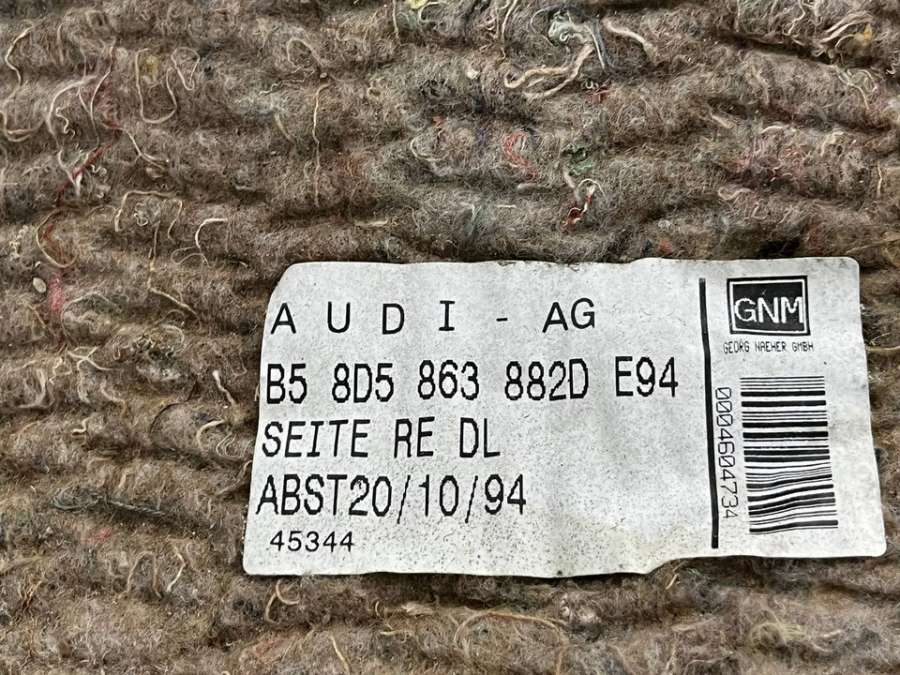 AUDI - AG
B5 8D5 863 882D E94
SEITE RE DL
ABST20/10/94
45344
GNM
GEORG NAEHER GMBH
0004604734